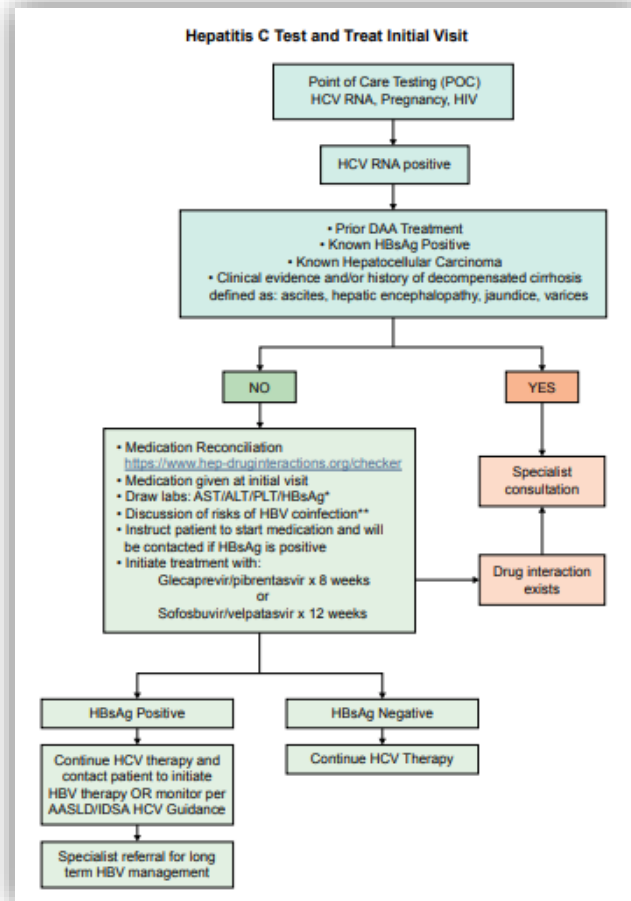 Hepatitis C Test and Treat Initial Visit
Point of Care Testing (POC)
HCV RNA, Pregnancy, HIV
HCV RNA positive
• Prior DAA Treatment
• Known HBsAg Positive
• Known Hepatocellular Carcinoma
• Clinical evidence and/or history of decompensated cirrhosis
defined as: ascites, hepatic encephalopathy, jaundice, varices
NO
YES
• Medication Reconciliation
https://www.hep-druginteractions.org/checker
• Medication given at initial visit
• Draw labs: AST/ALT/PLT/HBsAg*
• Discussion of risks of HBV coinfection**
• Instruct patient to start medication and will
be contacted if HBsAg is positive
• Initiate treatment with:
Glecaprevir/pibrentasvir x 8 weeks
or
Sofosbuvir/velpatasvir x 12 weeks
Specialist
consultation
Drug interaction
exists
HBsAg Positive
HBsAg Negative
Continue HCV therapy and
contact patient to initiate
HBV therapy OR monitor per
AASLD/IDSA HCV Guidance
Continue HCV Therapy
Specialist referral for long
term HBV management